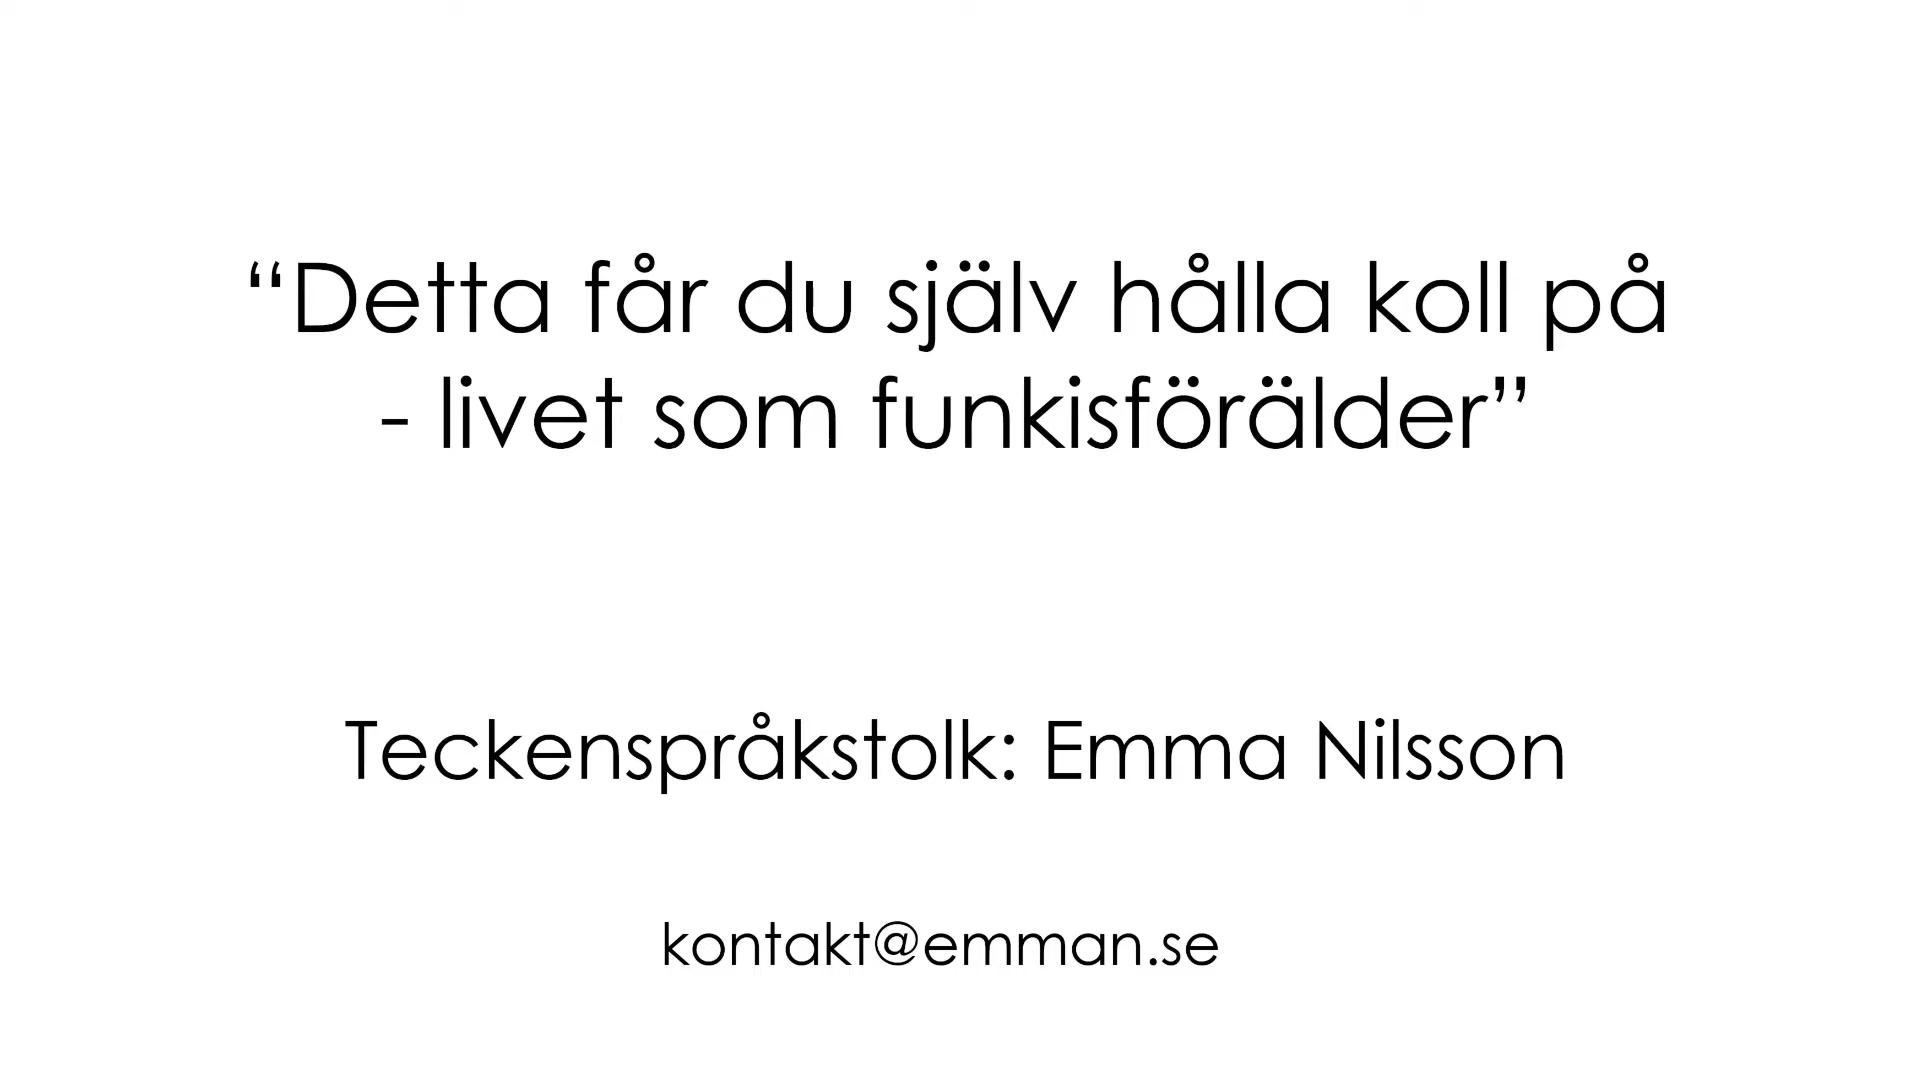 “Detta får du själv hålla koll på
- livet som funkisförälder”
Teckenspråkstolk: Emma Nilsson
kontakt@emman.se